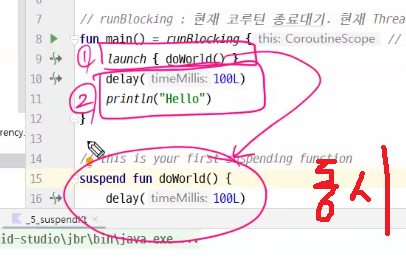 // runBlocking : 현재 코루틴 종료대기. 현재 Threa
8 fun main() = runBlocking { this: CoroutineScope //
① 9 launch { doWorld() }
10 delay( timeMillis: 100L)
② 11 println("Hello")
12 }
14 // this is your first suspending function
15 suspend fun doWorld() {
16 delay( timeMillis: 100L)
동시
rency.
_5_suspend
id-studio\jbr\bin\java.exe ...